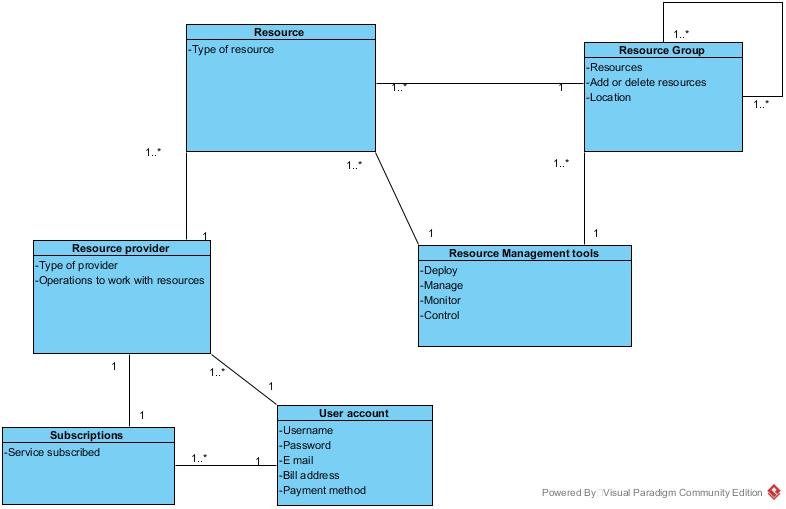 Resource
-Type of resource
1..*
Resource Group
-Resources
-Add or delete resources
-Location
1..*
1..*
1
1..*
1..*
1..*
1
1
1
Resource provider
-Type of provider
-Operations to work with resources
Resource Management tools
-Deploy
-Manage
-Monitor
-Control
1
1..*
1
1
Subscriptions
-Service subscribed
1..*
1
User account
-Username
-Password
-E mail
-Bill address
-Payment method
Powered By Visual Paradigm Community Edition